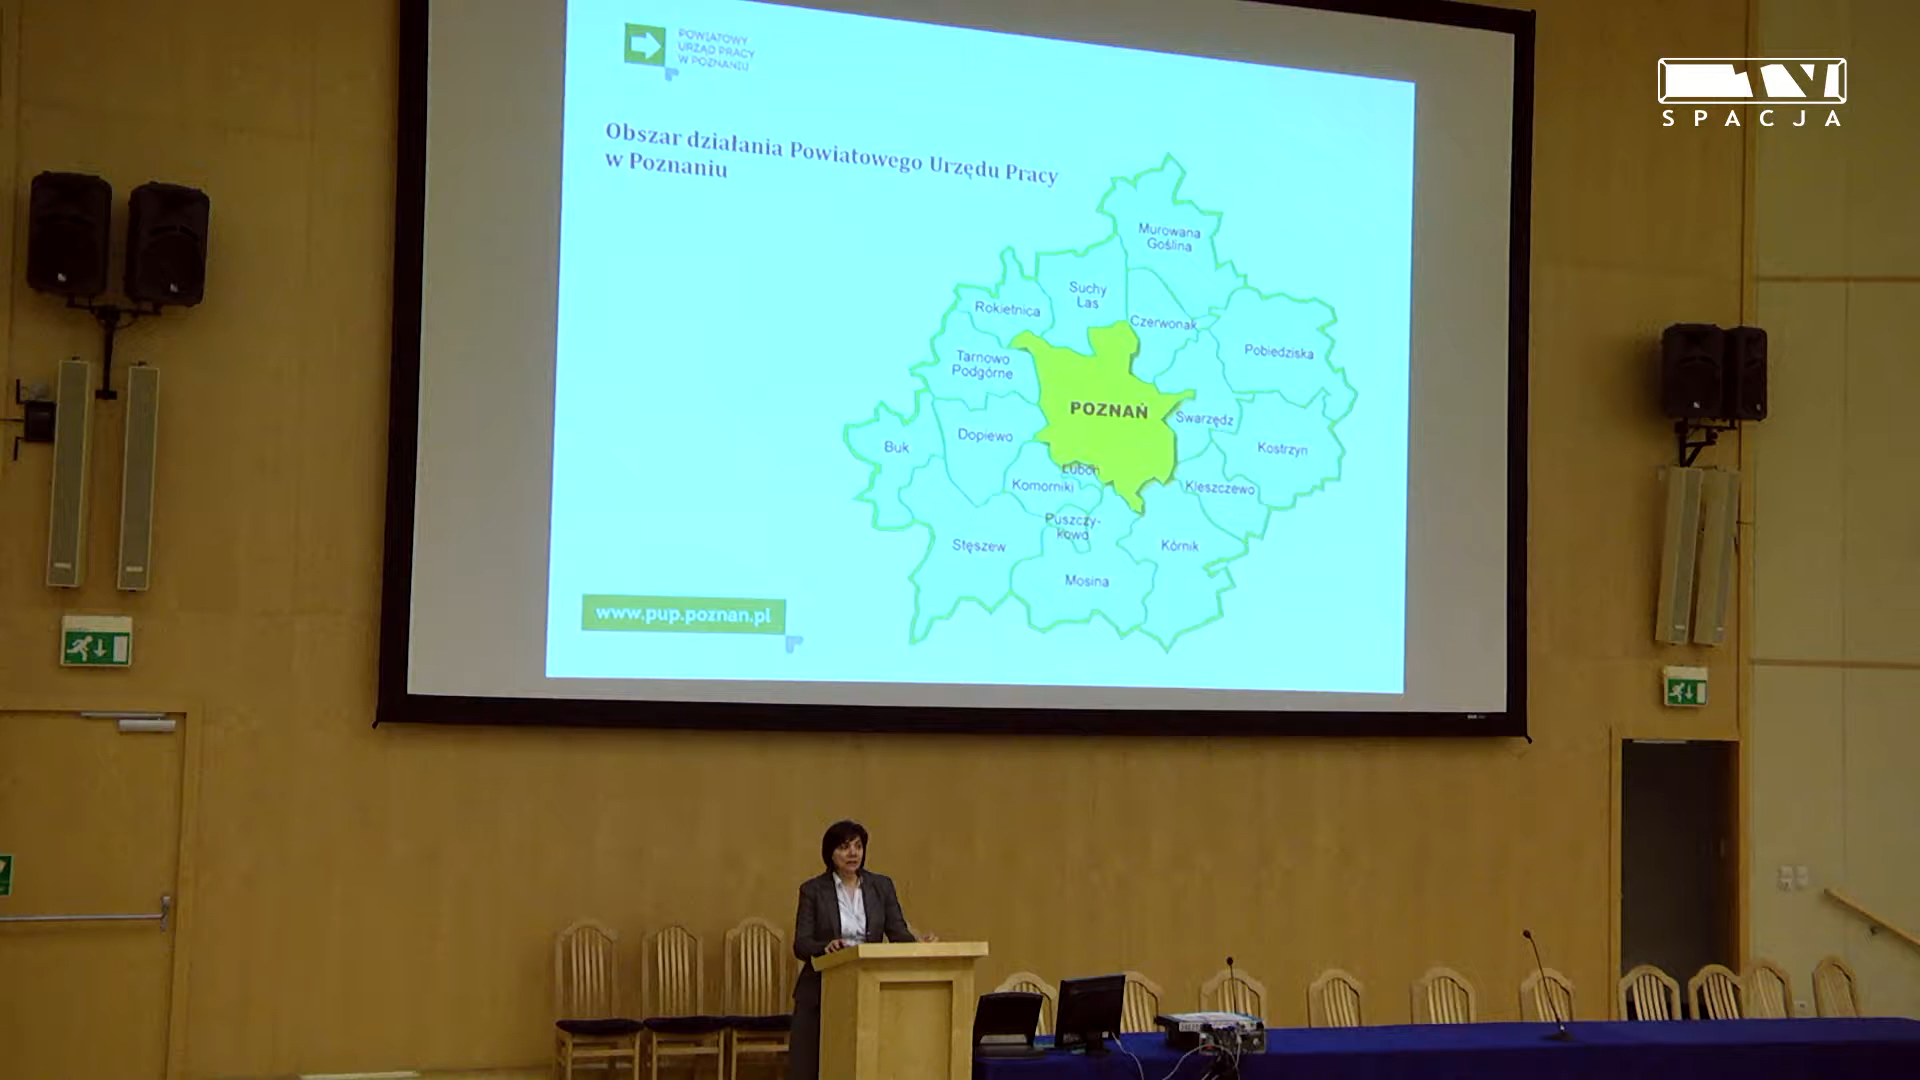 POWIATOWY
URZĄD PRACY
W POZNANIU
SPACJA
Obszar działania Powiatowego Urzędu Pracy
w Poznaniu
Murowana
Goślina
Suchy
Las
Rokietnica
Czerwonak
Tarnowo
Podgórne
Pobiedziska
POZNAŃ
Swarzędz
Buk
Dopiewo
Kostrzyn
Luboń
Komorniki
Kleszczewo
Puszczy-
kowo
Stęszew
Kórnik
Mosina
www.pup.poznan.pl